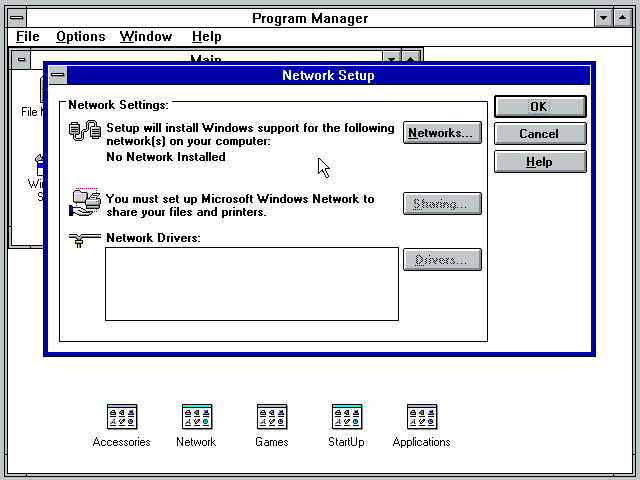 Program Manager
File Options Window Help
Main
Network Setup
File
Network Settings:
Setup will install Windows support for the following
network(s) on your computer:
No Network Installed
Networks...
OK
Cancel
Help
You must set up Microsoft Windows Network to
share your files and printers.
Sharing...
Network Drivers:
Drivers...
Accessories Network Games StartUp Applications